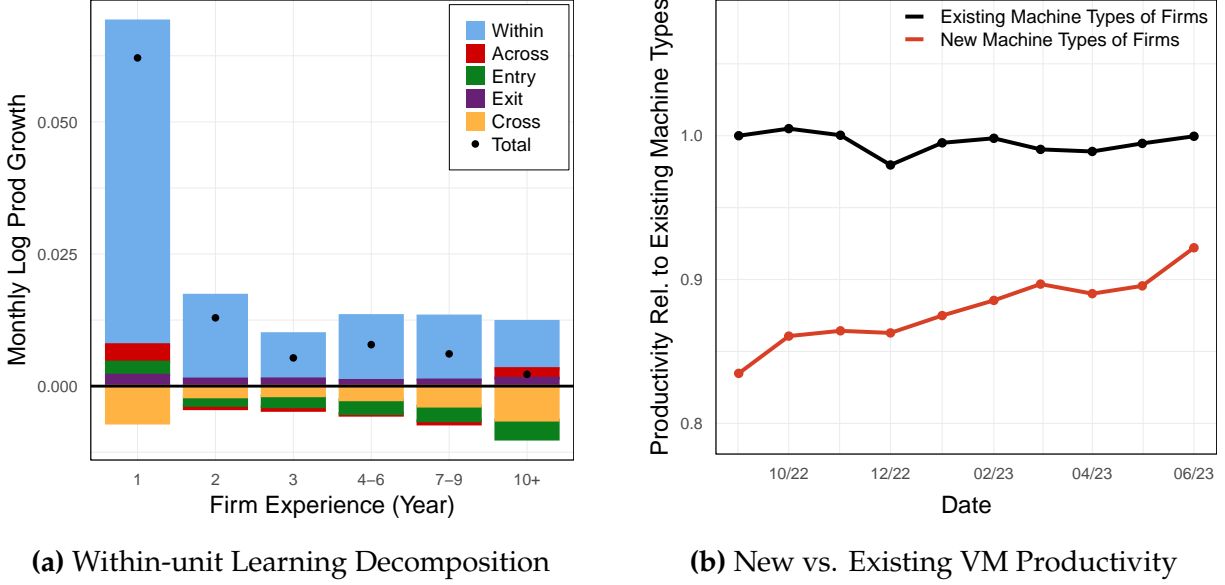 Monthly Log Prod Growth
0.050
0.025
0.000
Within
Across
Entry
Exit
Cross
Total
1
2
3
4–6
7–9
10+
Firm Experience (Year)
(a) Within-unit Learning Decomposition
Productivity Rel. to Existing Machine Types
Existing Machine Types of Firms
New Machine Types of Firms
1.0
0.9
0.8
10/22
12/22
02/23
04/23
06/23
Date
(b) New vs. Existing VM Productivity